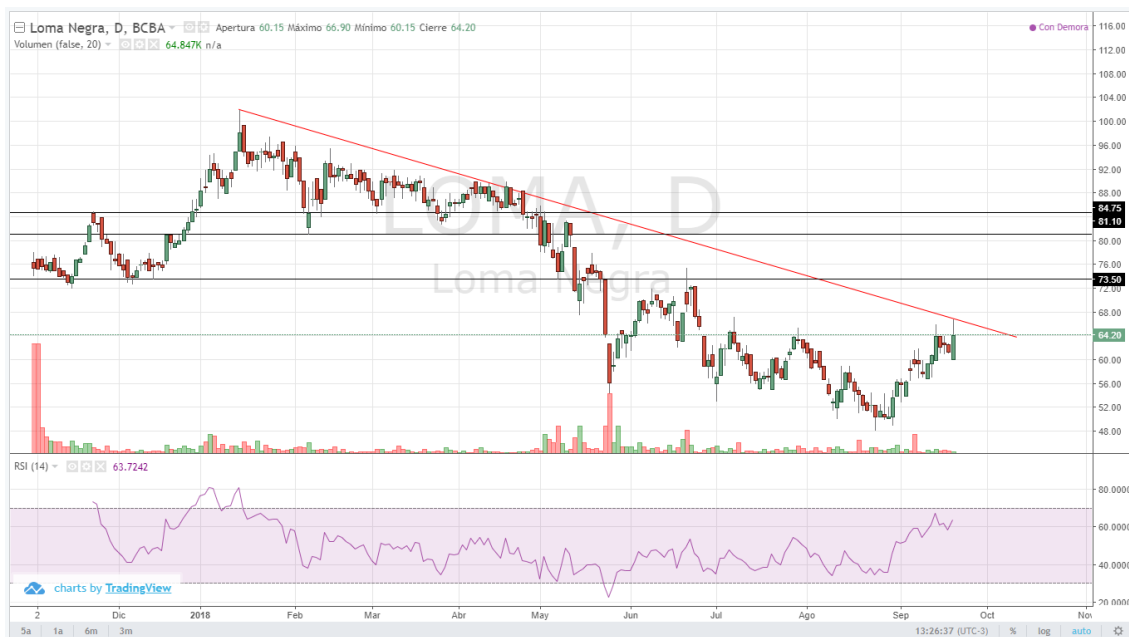 Loma Negra, D, BCBA Apertura 60.15 Máximo 66.90 Mínimo 60.15 Cierre 64.20
Con Demora
Volumen (false, 20) 64.847K n/a
LOMA, D
Loma Negra
116.00
112.00
108.00
104.00
100.00
96.00
92.00
88.00
84.75
81.10
80.00
76.00
73.50
72.00
68.00
64.20
60.00
56.00
52.00
48.00
RSI (14) 63.7242
80.0000
60.0000
40.0000
20.0000
charts by TradingView
2 Dic 2018 Feb Mar Abr May Jun Jul Ago Sep Oct Nov
5a 1a 6m 3m 13:26:37 (UTC-3) % log auto